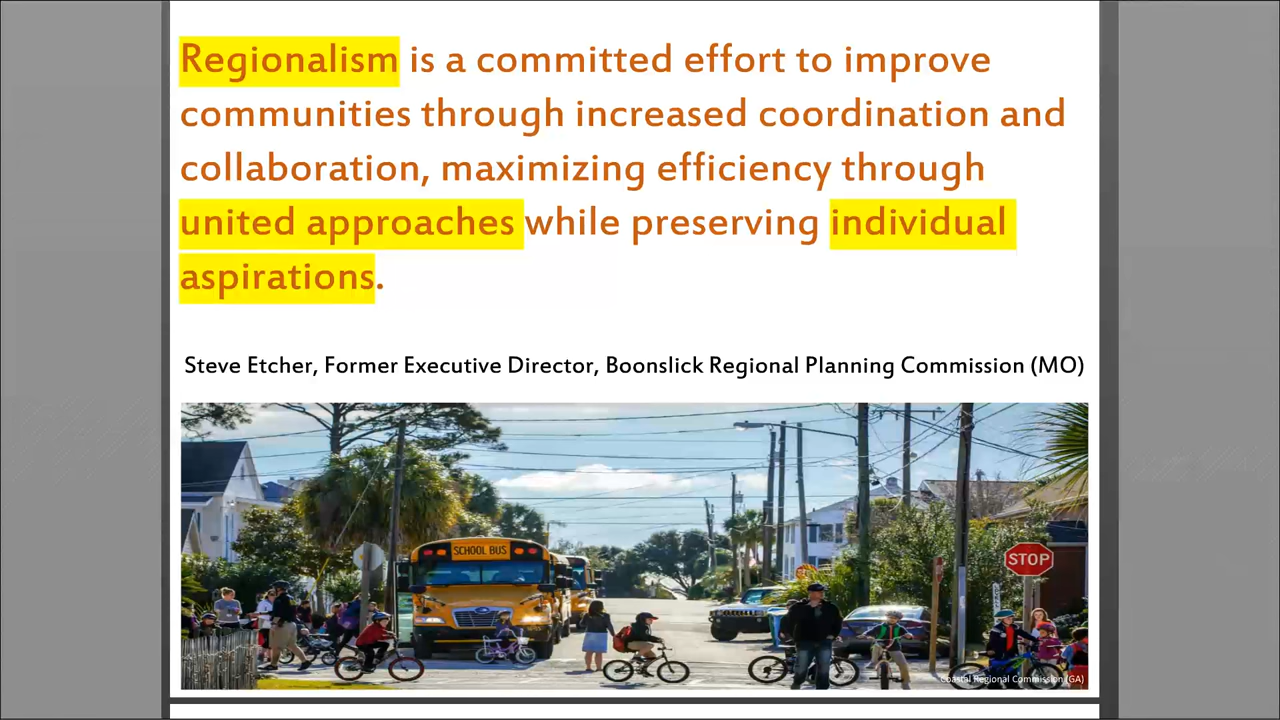 Regionalism is a committed effort to improve
communities through increased coordination and
collaboration, maximizing efficiency through
united approaches while preserving individual
aspirations.
Steve Etcher, Former Executive Director, Boonslick Regional Planning Commission (MO)
SCHOOL BUS
STOP
Coastal Regional Commission (GA)